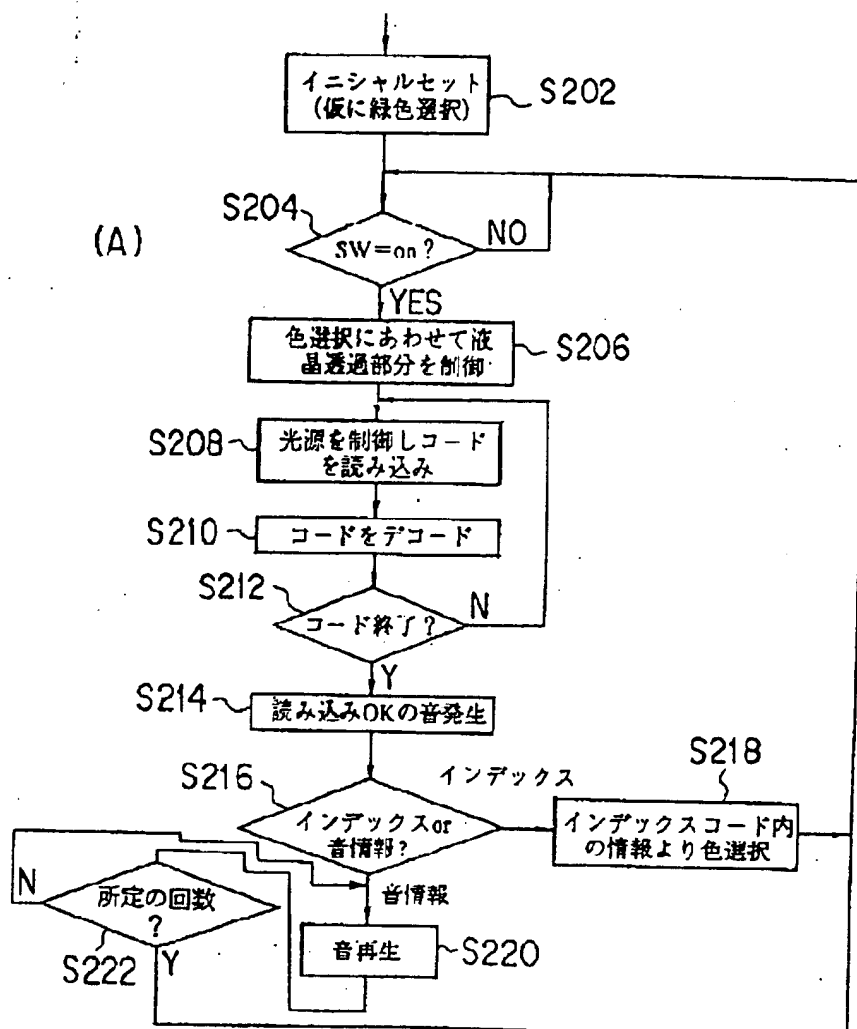 イニシャルセット
(仮に緑色選択)
S202
S204
(A)
SW=on?
NO
YES
色選択にあわせて液
晶透過部分を制御
S206
S208
光源を制御しコード
を読み込み
S210
コードをデコード
S212
コード終了?
N
Y
S214
読み込みOKの音発生
S216
インデックス
S218
インデックスor
音情報?
インデックスコード内
の情報より色選択
N
所定の回数
?
音情報
S222
Y
音再生
S220